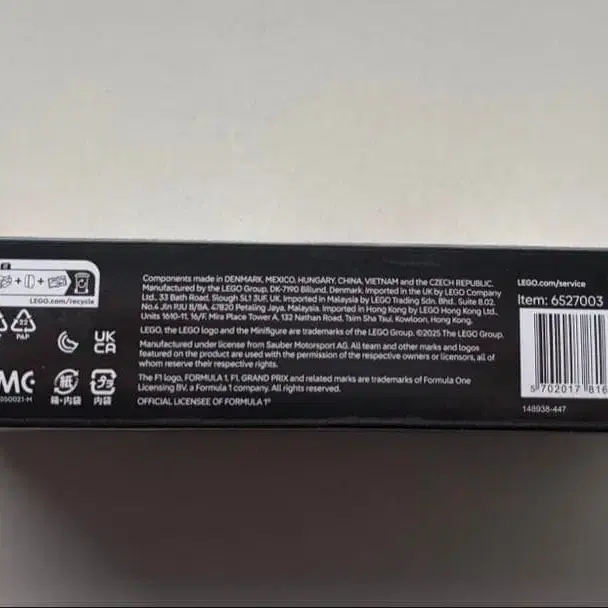 LEGO.com/recycle
22
PAP
UK
CA
050021-H
紙
箱・内袋
プラ
内袋
Components made in DENMARK, MEXICO, HUNGARY, CHINA, VIETNAM and the CZECH REPUBLIC.
Manufactured by the LEGO Group, DK-7190 Billund, Denmark. Imported in the UK by LEGO Company
Ltd., 33 Bath Road, Slough SL1 3UF, UK. Imported in Malaysia by LEGO Trading Sdn. Bhd., Suite 8.02,
No.4 Jln PJU 8/8A, 47820 Petaling Jaya, Malaysia. Imported in Hong Kong by LEGO Hong Kong Ltd.,
Units 1610-11, 16/F, Mira Place Tower A, 132 Nathan Road, Tsim Sha Tsui, Kowloon, Hong Kong.
LEGO, the LEGO logo and the Minifigure are trademarks of the LEGO Group. ©2025 The LEGO Group.
Manufactured under license from Sauber Motorsport AG. All team and other marks and logos
featured on the product are used with the permission of the respective owners or licensors, all of
whom reserve their respective rights.
The F1 logo, FORMULA 1, F1, GRAND PRIX and related marks are trademarks of Formula One
Licensing BV, a Formula 1 company. All rights reserved.
OFFICIAL LICENSEE OF FORMULA 1®
LEGO.com/service
Item: 6527003
5 702017 816
148938-447